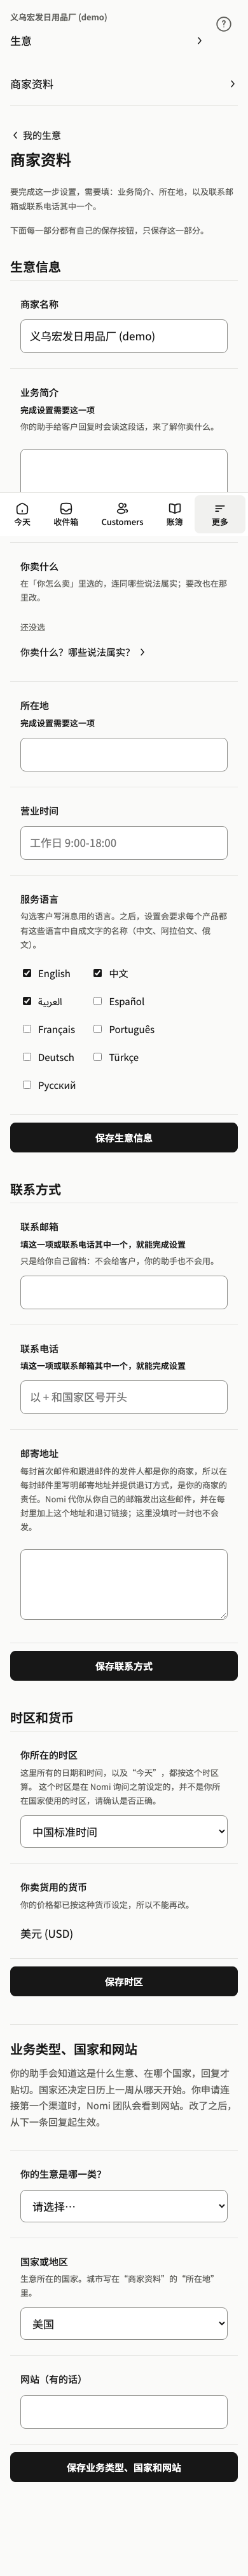 义乌宏发日用品厂 (demo)
生意
商家资料
我的生意
商家资料
要完成这一步设置，需要填：业务简介、所在地，以及联系邮
箱或联系电话其中一个。
下面每一部分都有自己的保存按钮，只保存这一部分。
生意信息
商家名称
义乌宏发日用品厂 (demo)
业务简介
完成设置需要这一项
你的助手给客户回复时会读这段话，来了解你卖什么。
今天
收件箱
Customers
账簿
更多
你卖什么
在「你怎么卖」里选的，连同哪些说法属实；要改也在那
里改。
还没选
你卖什么？哪些说法属实？
所在地
完成设置需要这一项
营业时间
工作日 9:00-18:00
服务语言
勾选客户写消息用的语言。之后，设置会要求每个产品都
有这些语言中自成文字的名称（中文、阿拉伯文、俄
文）。
English
中文
العربية
Español
Français
Português
Deutsch
Türkçe
Русский
保存生意信息
联系方式
联系邮箱
填这一项或联系电话其中一个，就能完成设置
只是给你自己留档：不会给客户，你的助手也不会用。
联系电话
填这一项或联系邮箱其中一个，就能完成设置
以 + 和国家区号开头
邮寄地址
每封首次邮件和跟进邮件的发件人都是你的商家，所以在
每封邮件里写明邮寄地址并提供退订方式，是你的商家的
责任。Nomi 代你从你自己的邮箱发出这些邮件，并在每
封里加上这个地址和退订链接；这里没填时一封也不会
发。
保存联系方式
时区和货币
你所在的时区
这里所有的日期和时间，以及“今天”，都按这个时区
算。 这个时区是在 Nomi 询问之前设定的，并不是你所
在国家使用的时区，请确认是否正确。
中国标准时间
你卖货用的货币
你的价格都已按这种货币设定，所以不能再改。
美元 (USD)
保存时区
业务类型、国家和网站
你的助手会知道这是什么生意、在哪个国家，回复才
贴切。国家还决定日历上一周从哪天开始。你申请连
接第一个渠道时，Nomi 团队会看到网站。改了之后，
从下一条回复起生效。
你的生意是哪一类？
请选择…
国家或地区
生意所在的国家。城市写在“商家资料”的“所在地”
里。
美国
网站（有的话）
保存业务类型、国家和网站